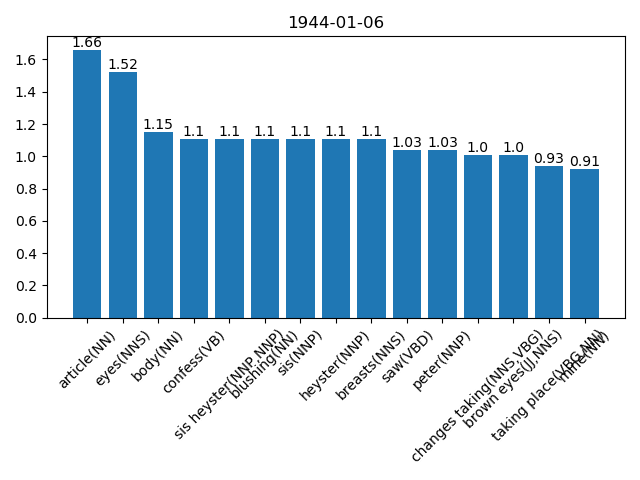 1944-01-06
1.66
1.52
1.15
1.1
1.1
1.1
1.1
1.1
1.1
1.03
1.03
1.0
1.0
0.93
0.91
1.6
1.4
1.2
1.0
0.8
0.6
0.4
0.2
0.0
article(NN)
eyes(NNS)
body(NN)
confess(VB)
sis heyster(NNP,NNP)
blushing(NN)
sis(NNP)
heyster(NNP)
breasts(NNS)
saw(VBD)
peter(NNP)
changes taking(NNS,VBG)
brown eyes(JJ,NNS)
taking place(VBG,NN)
mine(NN)